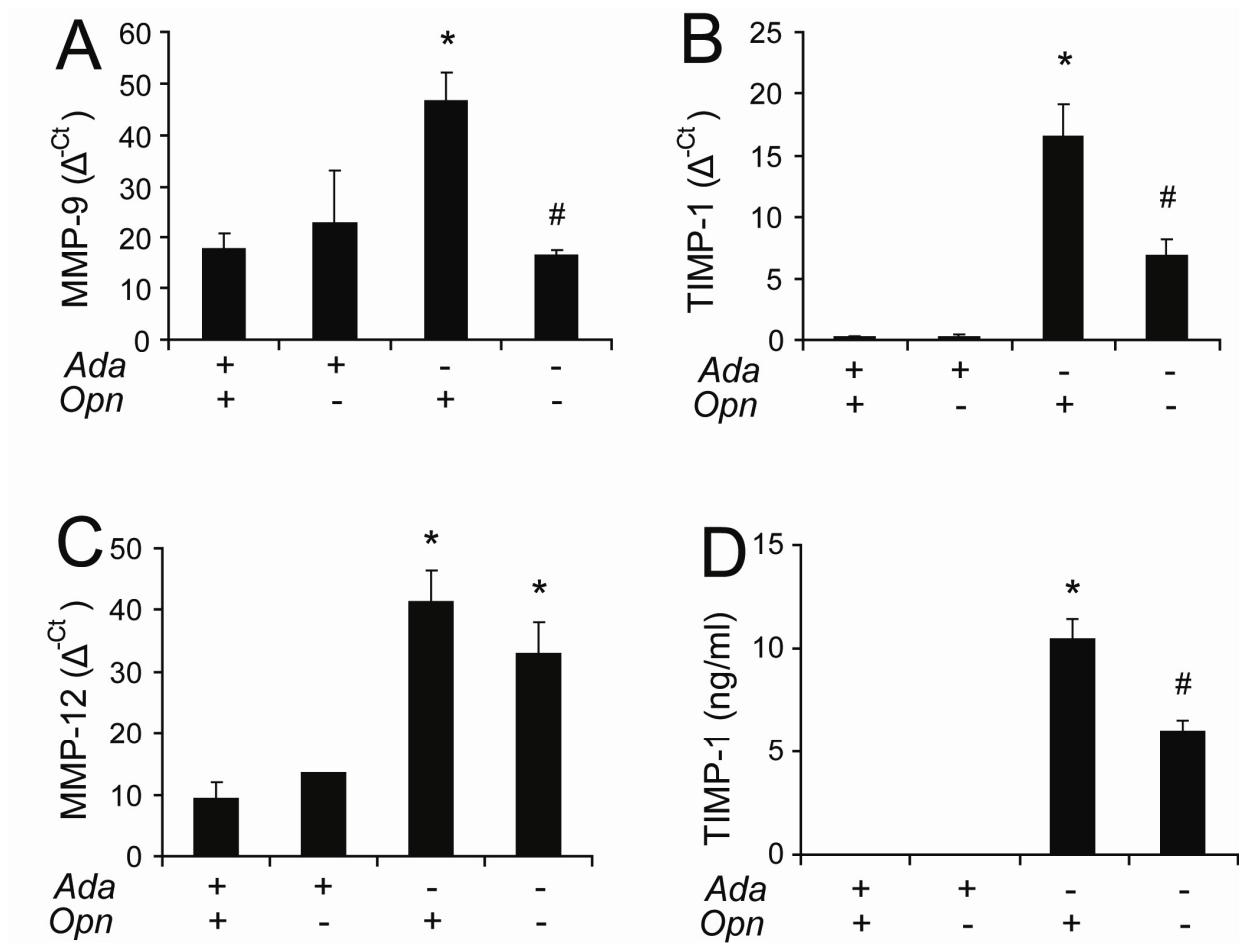 A
MMP-9 (Δ-Ct)
60
50
40
30
20
10
0
*
#
Ada + + - -
Opn + - + -
B
TIMP-1 (Δ-Ct)
25
20
15
10
5
0
*
#
Ada + + - -
Opn + - + -
C
MMP-12 (Δ-Ct)
50
40
30
20
10
0
*
*
Ada + + - -
Opn + - + -
D
TIMP-1 (ng/ml)
15
10
5
0
*
#
Ada + + - -
Opn + - + -